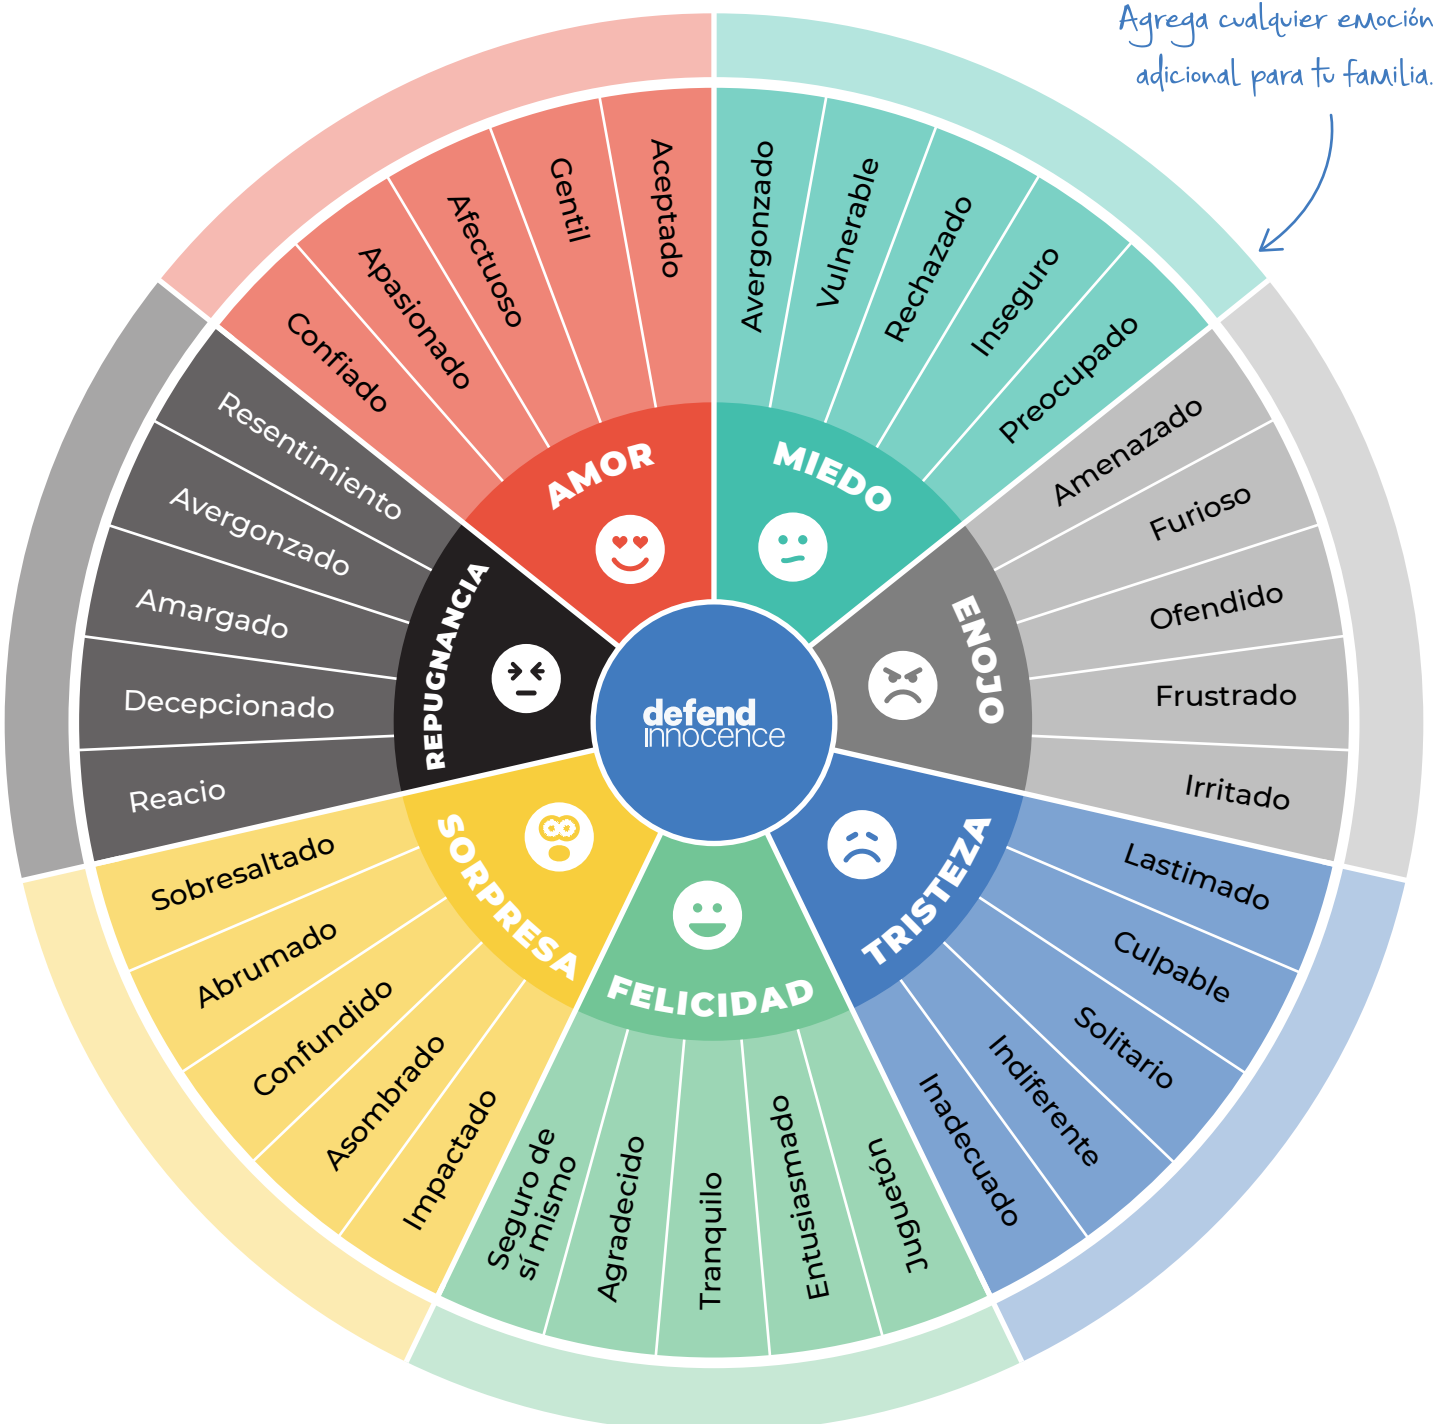 Agrega cualquier emoción
adicional para tu familia.
defend
innocence
MIEDO
Avergonzado
Vulnerable
Rechazado
Inseguro
Preocupado
ENOJO
Amenazado
Furioso
Ofendido
Frustrado
Irritado
TRISTEZA
Lastimado
Culpable
Solitario
Indiferente
Inadecuado
FELICIDAD
Juguetón
Entusiasmado
Tranquilo
Agradecido
Seguro de
sí mismo
SORPRESA
Impactado
Asombrado
Confundido
Abrumado
Sobresaltado
REPUGNANCIA
Reacio
Decepcionado
Amargado
Avergonzado
Resentimiento
AMOR
Confiado
Apasionado
Afectuoso
Gentil
Aceptado